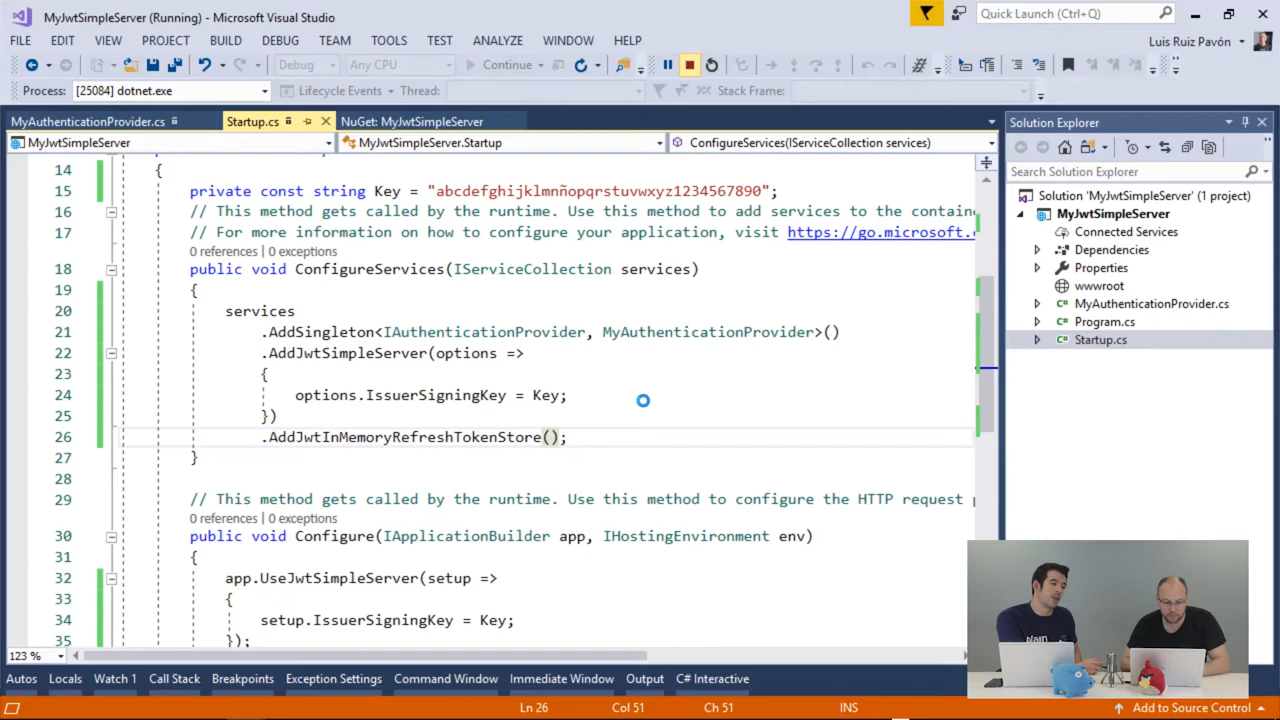 MyJwtSimpleServer (Running) - Microsoft Visual Studio
Quick Launch (Ctrl+Q)
FILE EDIT VIEW PROJECT BUILD DEBUG TEAM TOOLS TEST ANALYZE WINDOW HELP
Luis Ruiz Pavón
Debug Any CPU Continue
Process: [25084] dotnet.exe Lifecycle Events Thread: Stack Frame:
MyAuthenticationProvider.cs Startup.cs NuGet: MyJwtSimpleServer
MyJwtSimpleServer MyJwtSimpleServer.Startup ConfigureServices(IServiceCollection services)
14 {
15 private const string Key = "abcdefghijklmnñopqrstuvwxyz1234567890";
16 // This method gets called by the runtime. Use this method to add services to the containe
17 // For more information on how to configure your application, visit https://go.microsoft.
0 references | 0 exceptions
18 public void ConfigureServices(IServiceCollection services)
19 {
20 services
21 .AddSingleton<IAuthenticationProvider, MyAuthenticationProvider>()
22 .AddJwtSimpleServer(options =>
23 {
24 options.IssuerSigningKey = Key;
25 })
26 .AddJwtInMemoryRefreshTokenStore();
27 }
28
29 // This method gets called by the runtime. Use this method to configure the HTTP request p
0 references | 0 exceptions
30 public void Configure(IApplicationBuilder app, IHostingEnvironment env)
31 {
32 app.UseJwtSimpleServer(setup =>
33 {
34 setup.IssuerSigningKey = Key;
35 });
123 %
Solution Explorer
Search Solution Explorer
Solution 'MyJwtSimpleServer' (1 project)
MyJwtSimpleServer
Connected Services
Dependencies
Properties
wwwroot
MyAuthenticationProvider.cs
Program.cs
Startup.cs
plain
Autos Locals Watch 1 Call Stack Breakpoints Exception Settings Command Window Immediate Window Output C# Interactive
Ln 26 Col 51 Ch 51 INS Add to Source Control